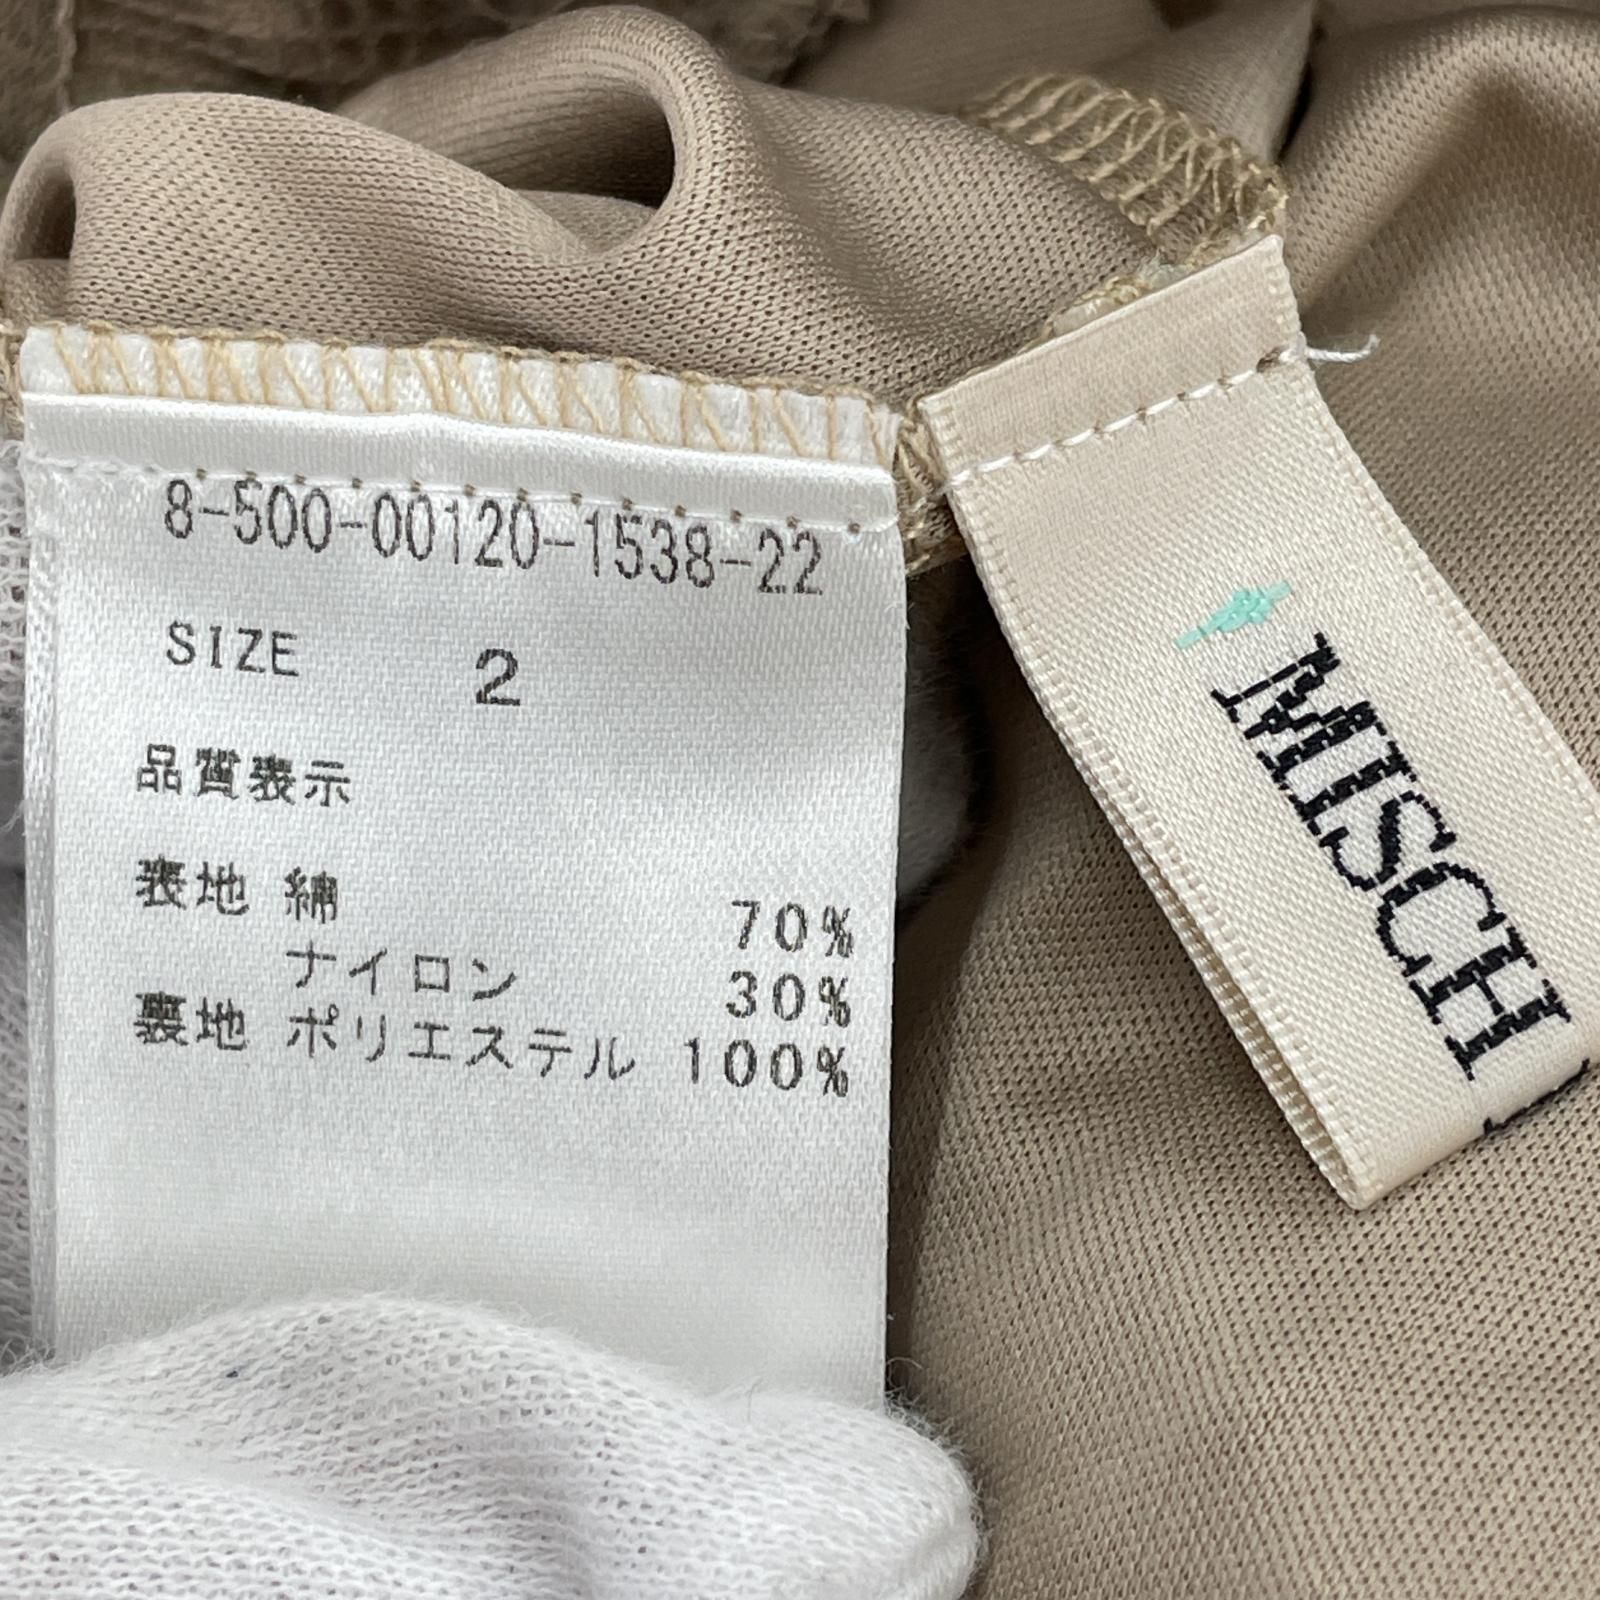 8-500-00120-1538-22
SIZE 2
品質表示
表地 綿 70%
ナイロン 30%
裏地 ポリエステル 100%
MISCH